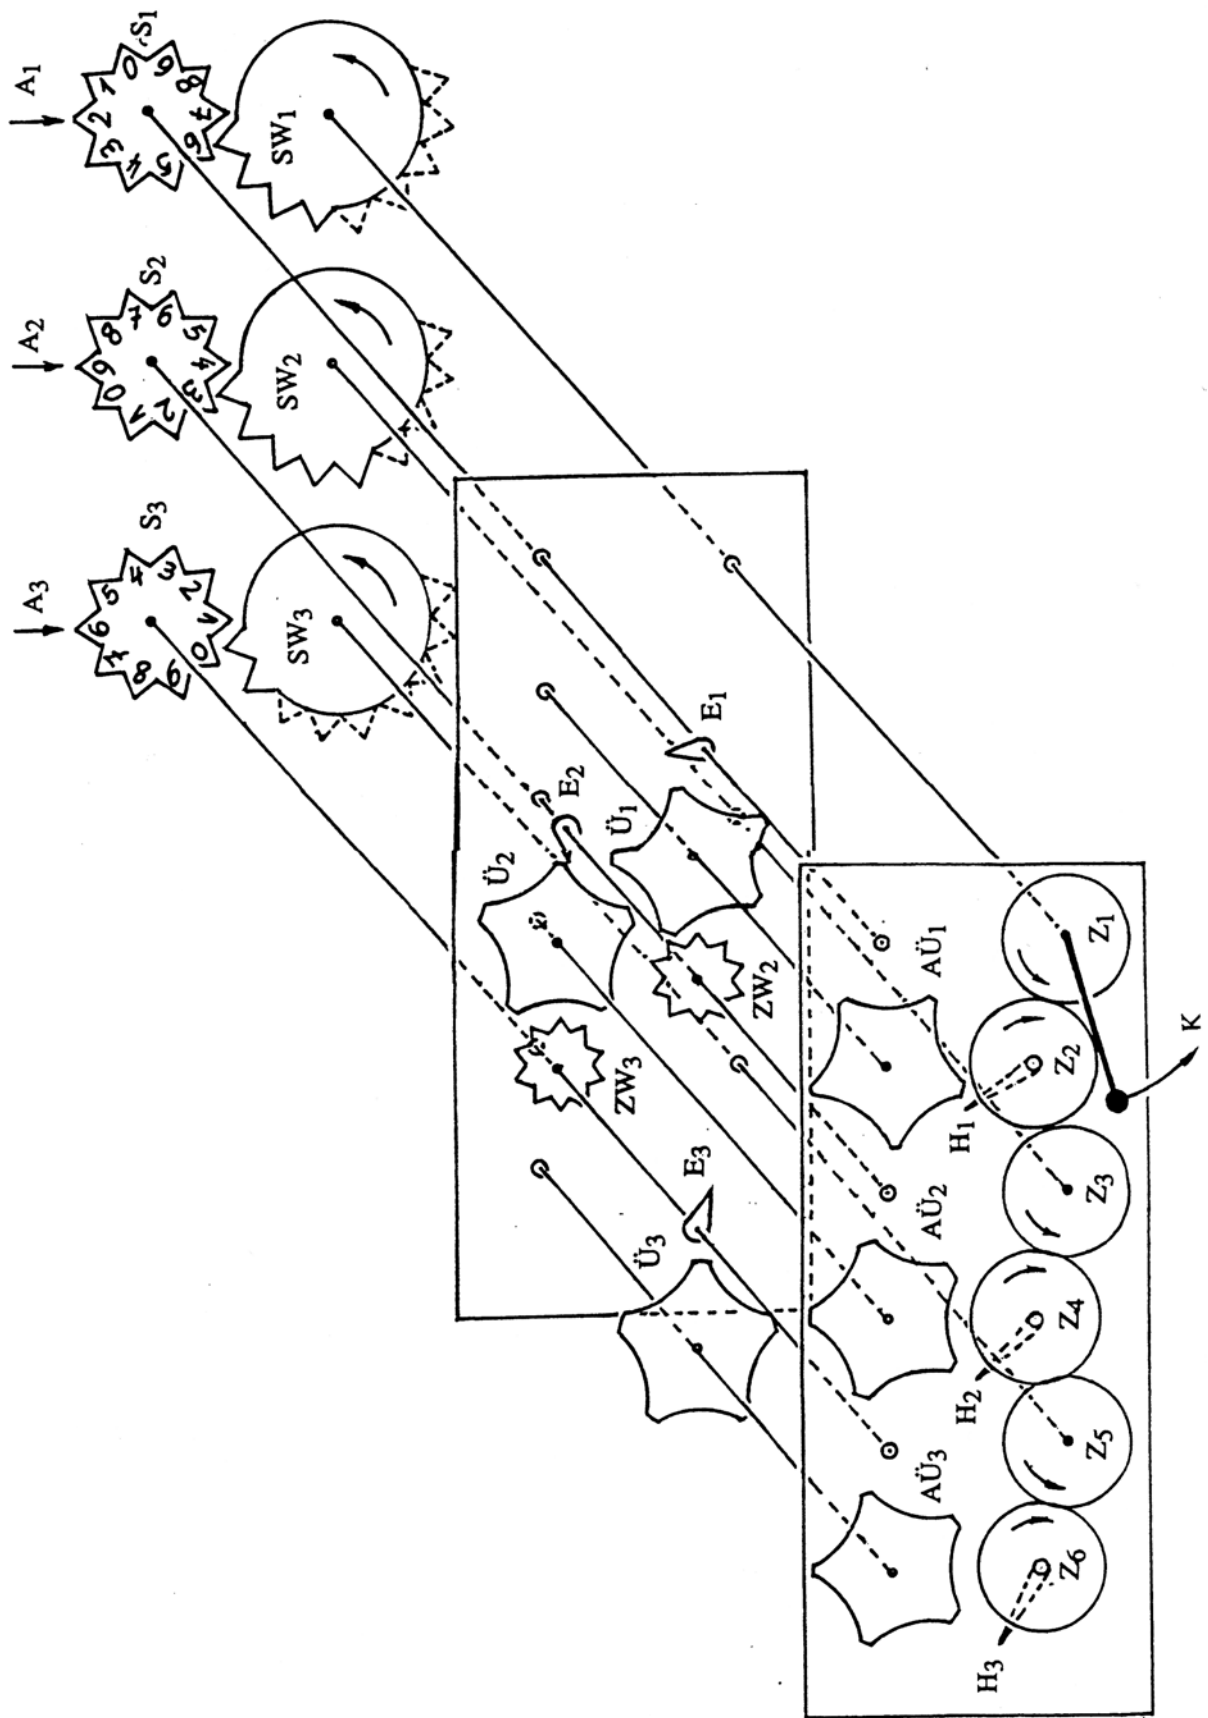 A₃
A₂
A₁
S₃
S₂
S₁
6 7 8 9 0 1 2 3 4 5
9 0 1 2 3 4 5 6 7 8
2 3 4 5 6 7 8 9 0 1
SW₃
SW₂
SW₁
E₂
E₁
Ü₂
Ü₁
ZW₃
ZW₂
E₃
Ü₃
AÜ₃
AÜ₂
AÜ₁
H₃
H₂
H₁
Z₆
Z₅
Z₄
Z₃
Z₂
Z₁
K